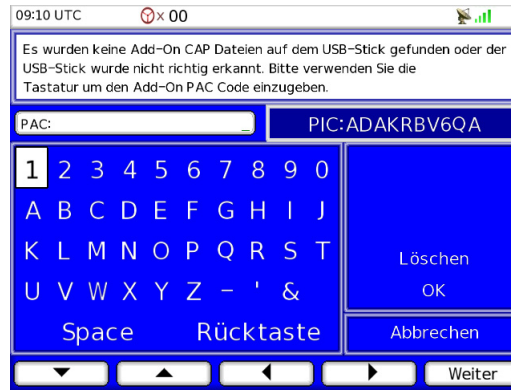 09:10 UTC × 00
Es wurden keine Add-On CAP Dateien auf dem USB-Stick gefunden oder der
USB-Stick wurde nicht richtig erkannt. Bitte verwenden Sie die
Tastatur um den Add-On PAC Code einzugeben.
PAC: _ PIC:ADAKRBV6QA
1 2 3 4 5 6 7 8 9 0
A B C D E F G H I J
K L M N O P Q R S T
U V W X Y Z - ' &
Space Rücktaste
Löschen
OK
Abbrechen
Weiter